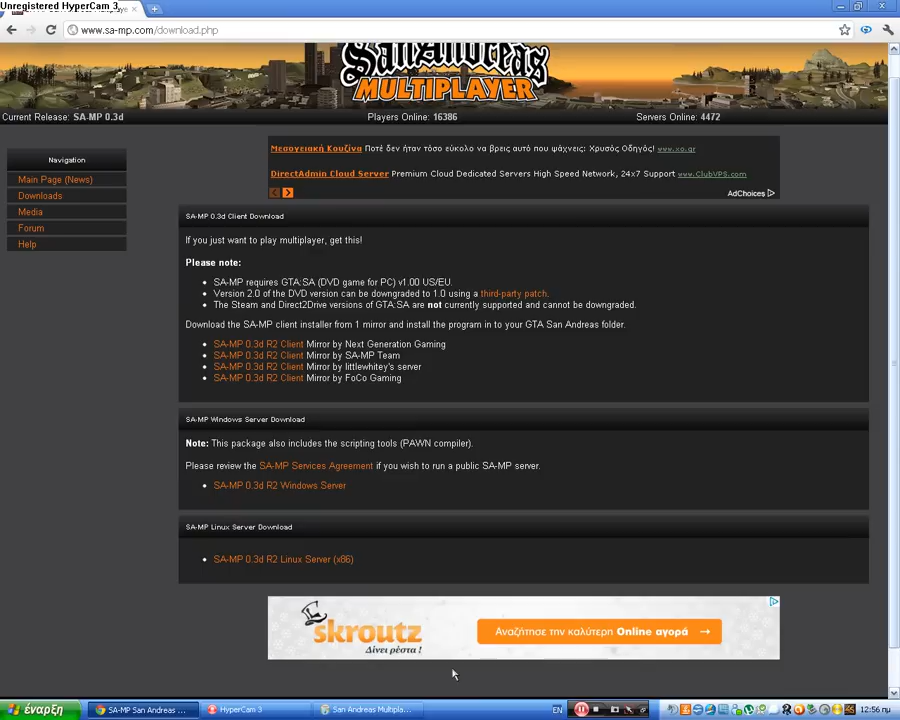 Unregistered HyperCam 3
www.sa-mp.com/download.php
SanAndreas
MULTIPLAYER
Current Release: SA-MP 0.3d
Players Online: 16386
Servers Online: 4472
Navigation
Main Page (News)
Downloads
Media
Forum
Help
Μεσογειακή Κουζίνα Ποτέ δεν ήταν τόσο εύκολο να βρεις αυτό που ψάχνεις: Χρυσός Οδηγός! www.xo.gr
DirectAdmin Cloud Server Premium Cloud Dedicated Servers High Speed Network, 24x7 Support www.ClubVPS.com
AdChoices
SA-MP 0.3d Client Download
If you just want to play multiplayer, get this!
Please note:
SA-MP requires GTA:SA (DVD game for PC) v1.00 US/EU.
Version 2.0 of the DVD version can be downgraded to 1.0 using a third-party patch.
The Steam and Direct2Drive versions of GTA:SA are not currently supported and cannot be downgraded.
Download the SA-MP client installer from 1 mirror and install the program in to your GTA San Andreas folder.
SA-MP 0.3d R2 Client Mirror by Next Generation Gaming
SA-MP 0.3d R2 Client Mirror by SA-MP Team
SA-MP 0.3d R2 Client Mirror by littlewhitey's server
SA-MP 0.3d R2 Client Mirror by FoCo Gaming
SA-MP Windows Server Download
Note: This package also includes the scripting tools (PAWN compiler).
Please review the SA-MP Services Agreement if you wish to run a public SA-MP server.
SA-MP 0.3d R2 Windows Server
SA-MP Linux Server Download
SA-MP 0.3d R2 Linux Server (x86)
skroutz
Δίνει ρέστα !
Αναζήτησε την καλύτερη Online αγορά →
έναρξη
SA-MP San Andreas ...
HyperCam 3
San Andreas Multipla...
EN
12:56 πμ